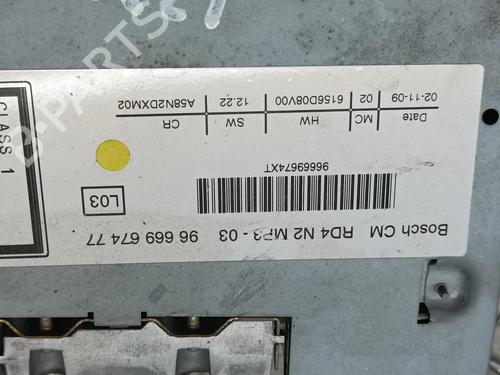 Bosch CM RD4 N2 MP3 - 03 96 669 674 77
96669674XT
L03
Date MC HW SW CR
02-11-09 02 6156D08V00 12.22 A58N2DXM02
CLASS 1